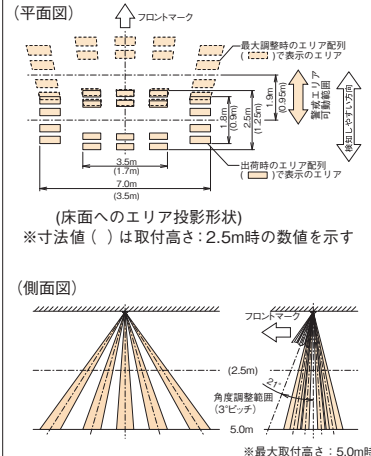 (平面図)
フロントマーク
最大調整時のエリア配列
( )で表示のエリア
1.8m
(0.9m)
2.5m
(1.25m)
1.9m
(0.95m)
警戒エリア
可動範囲
検知しやすい方向
3.5m
(1.7m)
7.0m
(3.5m)
出荷時のエリア配列
( )で表示のエリア
(床面へのエリア投影形状)
※寸法値 ( ) は取付高さ:2.5m時の数値を示す
(側面図)
フロントマーク
(2.5m)
21°
角度調整範囲
(3°ピッチ)
5.0m
※最大取付高さ:5.0m時